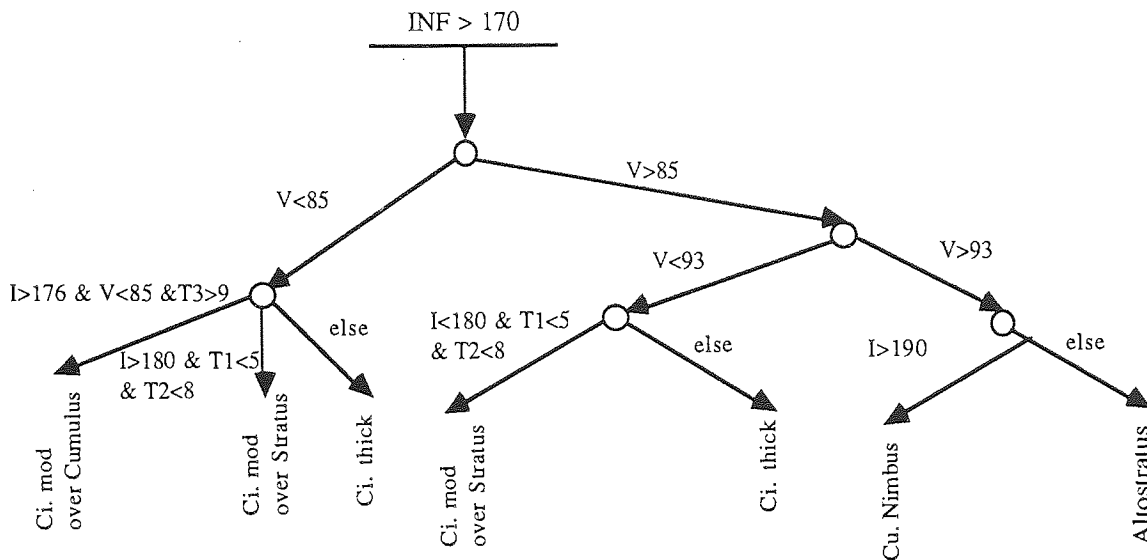 INF > 170
V>85
V<85
V<93
V>93
I>176 & V<85 &T3>9
else
I>180 & T1<5
& T2<8
I<180 & T1<5
& T2<8
else
I>190
else
Ci. mod
over Cumulus
Ci. mod
over Stratus
Ci. thick
Ci. mod
over Stratus
Ci. thick
Cu. Nimbus
Altostratus